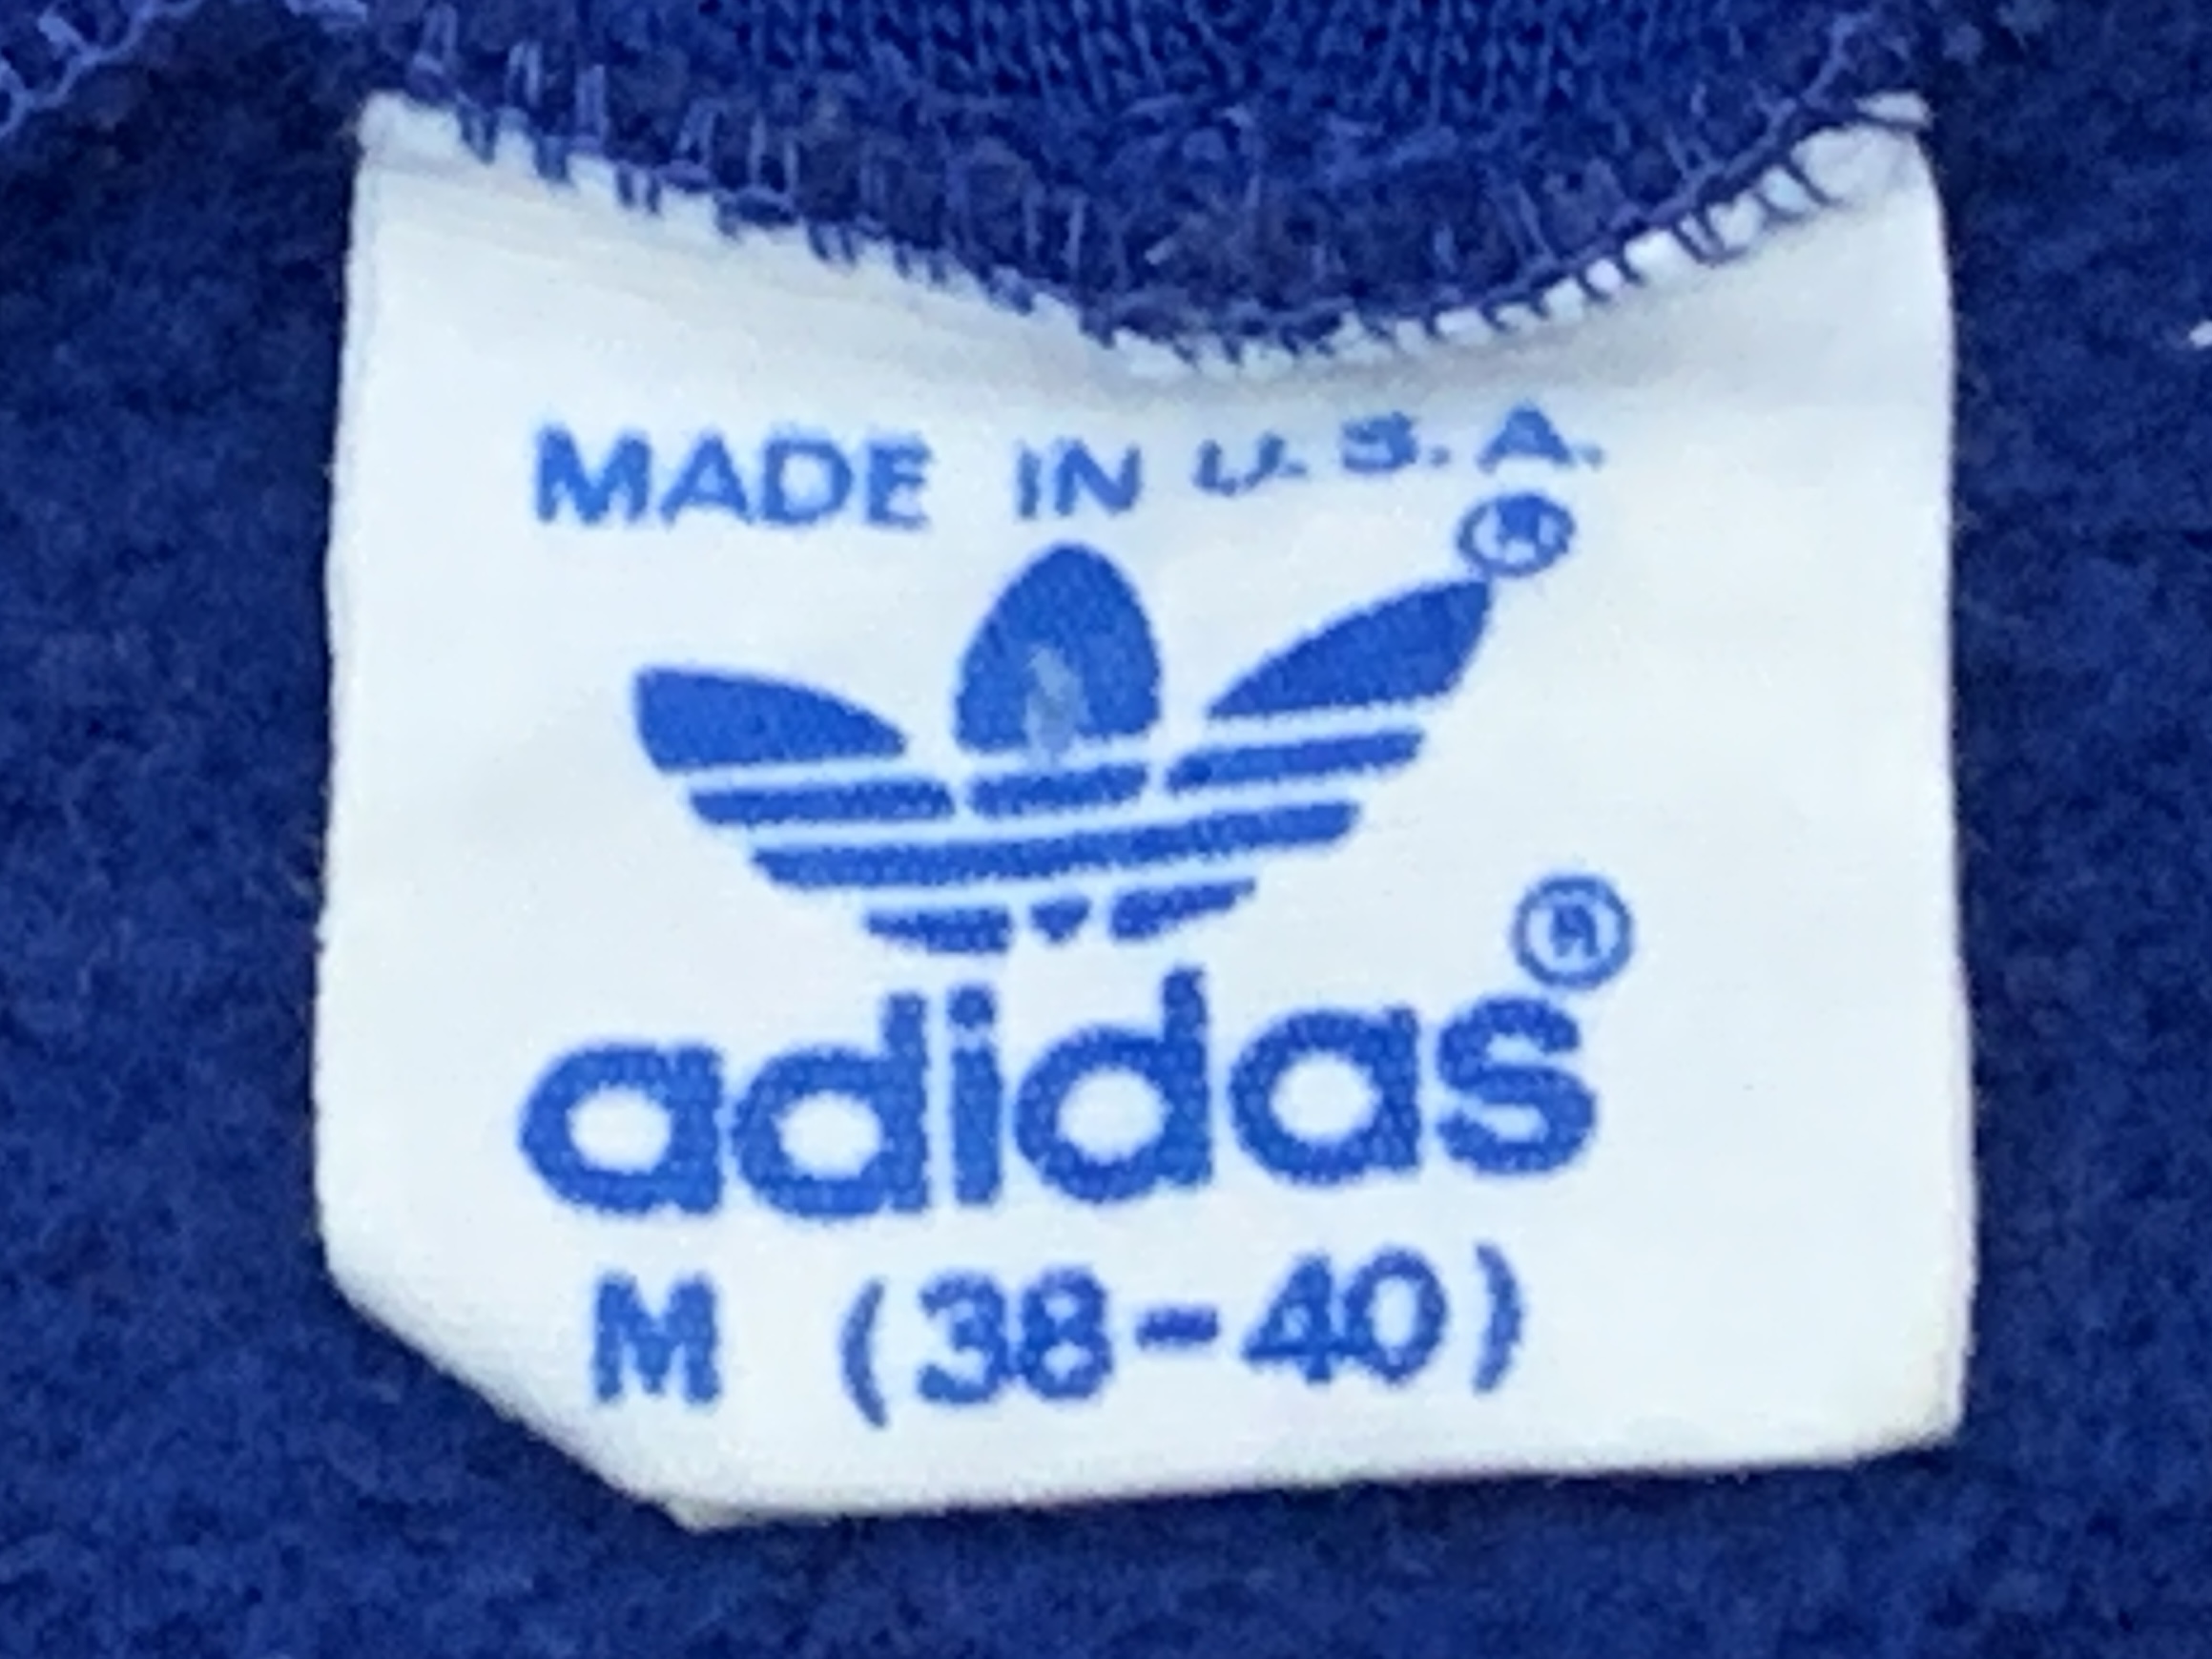 MADE IN U.S.A.
®
adidas®
M (38-40)